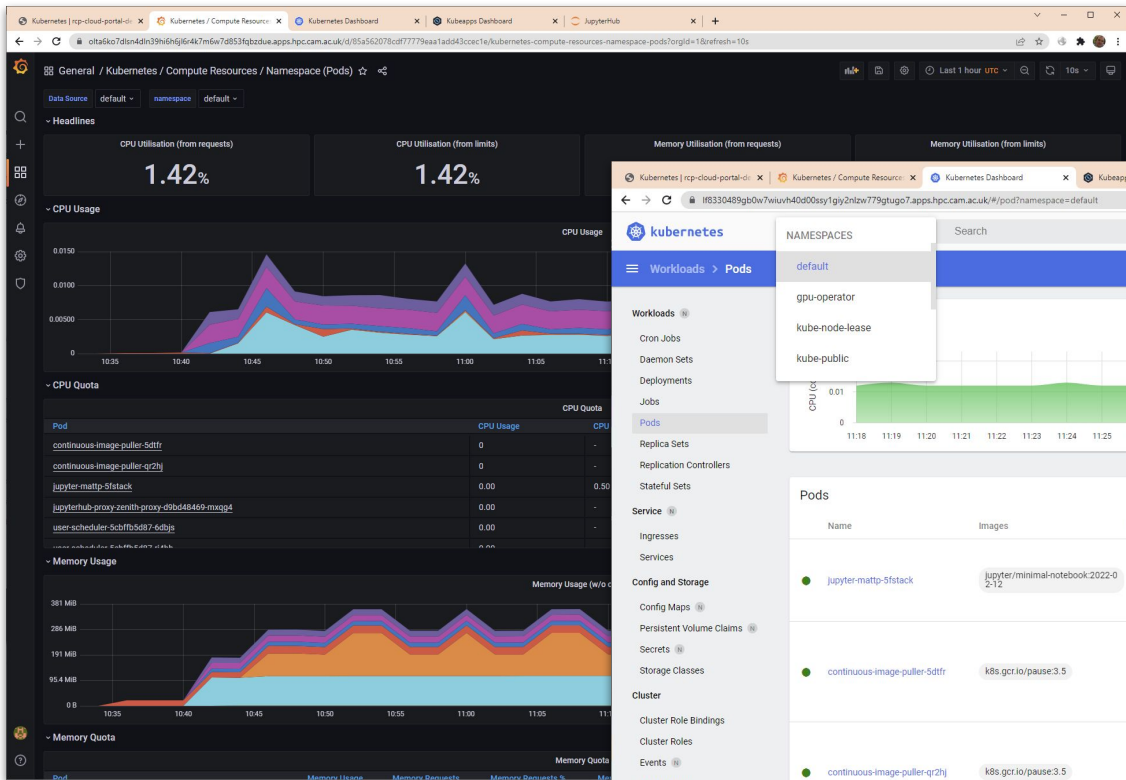 Kubernetes | rcp-cloud-portal-de
Kubernetes / Compute Resource
Kubernetes Dashboard
Kubeapps Dashboard
JupyterHub
olta6ko7dlsn4dln39hi6h6jl6r4k7m6w7d853fqbzdue.apps.hpc.cam.ac.uk/d/85a562078cdf77779eaa1add43ccec1e/kubernetes-compute-resources-namespace-pods?orgId=1&refresh=10s
General / Kubernetes / Compute Resources / Namespace (Pods)
Last 1 hour UTC
10s
Data Source
default
namespace
default
Headlines
CPU Utilisation (from requests)
1.42%
CPU Utilisation (from limits)
1.42%
Memory Utilisation (from requests)
Memory Utilisation (from limits)
CPU Usage
CPU Usage
0.0150
0.0100
0.00500
0
10:35 10:40 10:45 10:50 10:55 11:00 11:05 11:1
CPU Quota
CPU Quota
Pod CPU Usage CPU
continuous-image-puller-5dtfr 0 -
continuous-image-puller-qr2hj 0 -
jupyter-mattp-5fstack 0.00 0.50
jupyterhub-proxy-zenith-proxy-d9bd48469-mxqg4 0.00 -
user-scheduler-5cbffb5d87-6dbjs 0.00 -
Memory Usage
Memory Usage (w/o c
381 MiB
286 MiB
191 MiB
95.4 MiB
0 B
10:35 10:40 10:45 10:50 10:55 11:00 11:05 11:1
Memory Quota
Memory Quota
Pod Memory Usage Memory Requests Memory Requests % Me
Kubernetes | rcp-cloud-portal-de
Kubernetes / Compute Resource
Kubernetes Dashboard
Kubeapp
lf8330489gb0w7wiuvh40d00ssy1giy2nlzw779gtugo7.apps.hpc.cam.ac.uk/#/pod?namespace=default
kubernetes
NAMESPACES
default
gpu-operator
kube-node-lease
kube-public
Search
Workloads > Pods
Workloads N
Cron Jobs
Daemon Sets
Deployments
Jobs
Pods
Replica Sets
Replication Controllers
Stateful Sets
Service N
Ingresses
Services
Config and Storage
Config Maps N
Persistent Volume Claims N
Secrets N
Storage Classes
Cluster
Cluster Role Bindings
Cluster Roles
Events N
CPU (co
0.01
0
11:18 11:19 11:20 11:21 11:22 11:23 11:24 11:25
Pods
Name Images
jupyter-mattp-5fstack
jupyter/minimal-notebook:2022-0
2-12
continuous-image-puller-5dtfr k8s.gcr.io/pause:3.5
continuous-image-puller-qr2hj k8s.gcr.io/pause:3.5